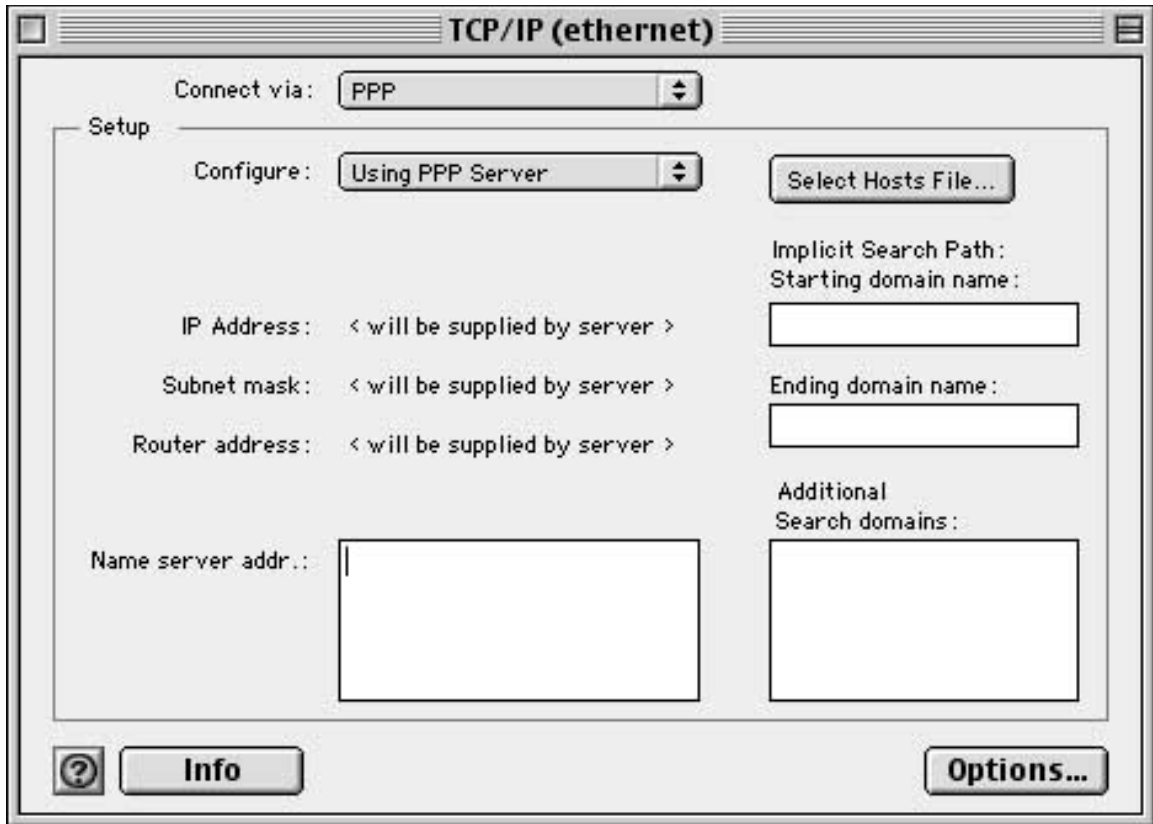 TCP/IP (ethernet)
Connect via: PPP
Setup
Configure: Using PPP Server
Select Hosts File...
Implicit Search Path:
Starting domain name:
IP Address: < will be supplied by server >
Subnet mask: < will be supplied by server >
Ending domain name:
Router address: < will be supplied by server >
Additional
Search domains:
Name server addr.:
?
Info
Options...